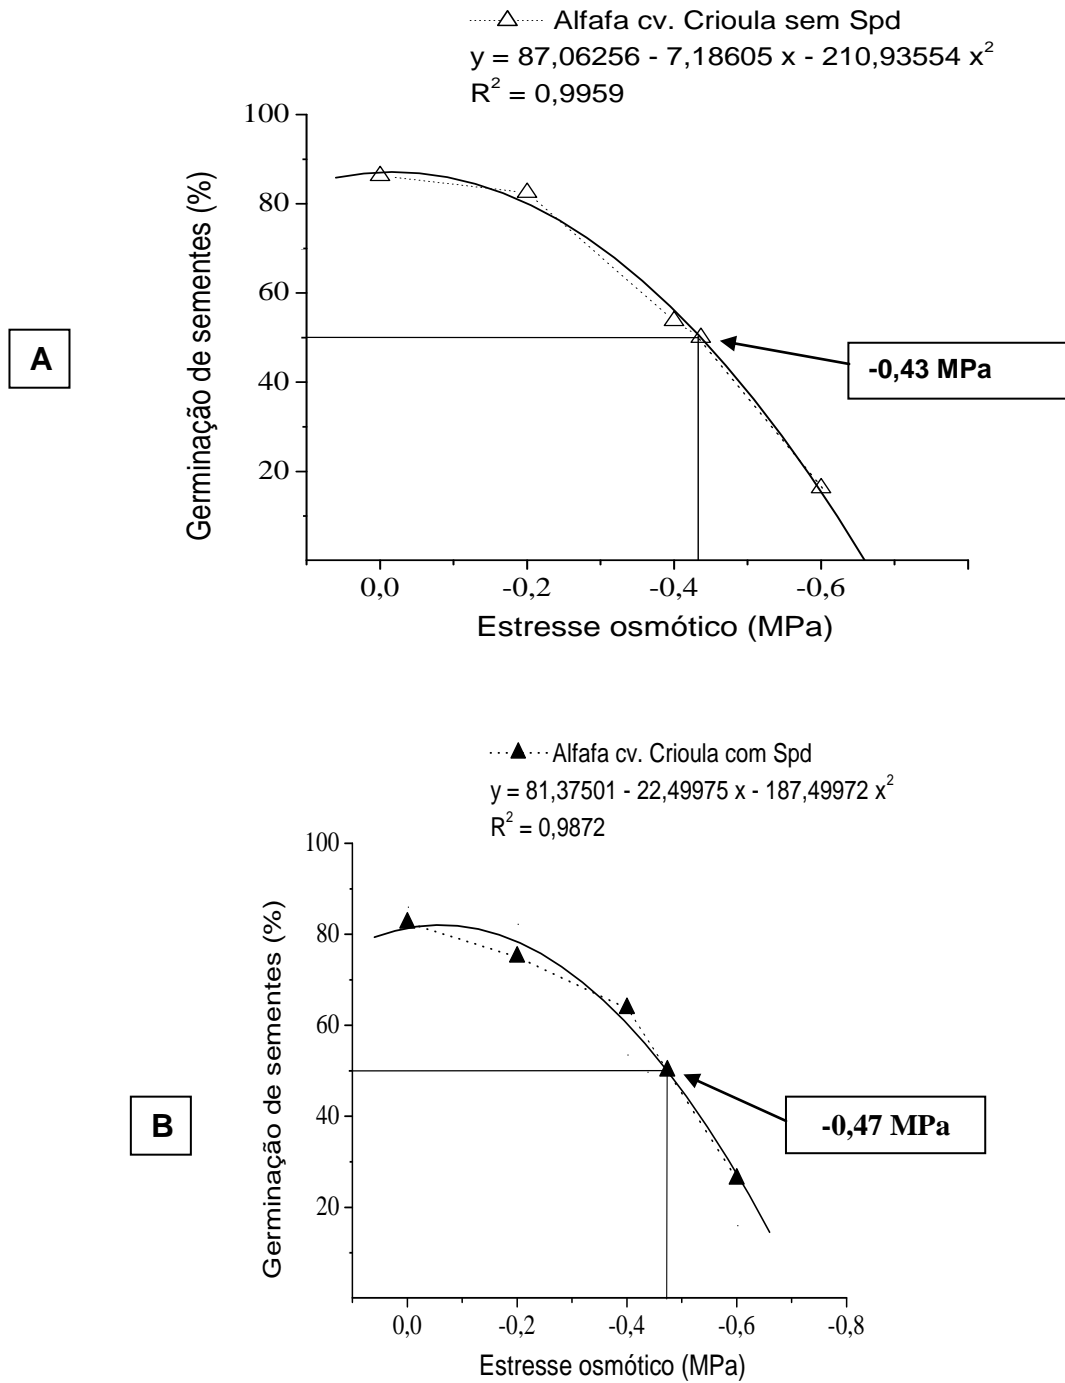 Alfafa cv. Crioula sem Spd
y = 87,06256 - 7,18605 x - 210,93554 x²
R² = 0,9959
100
80
60
40
20
Germinação de sementes (%)
A
-0,43 MPa
0,0 -0,2 -0,4 -0,6
Estresse osmótico (MPa)
Alfafa cv. Crioula com Spd
y = 81,37501 - 22,49975 x - 187,49972 x²
R² = 0,9872
100
80
60
40
20
Germinação de sementes (%)
B
-0,47 MPa
0,0 -0,2 -0,4 -0,6 -0,8
Estresse osmótico (MPa)